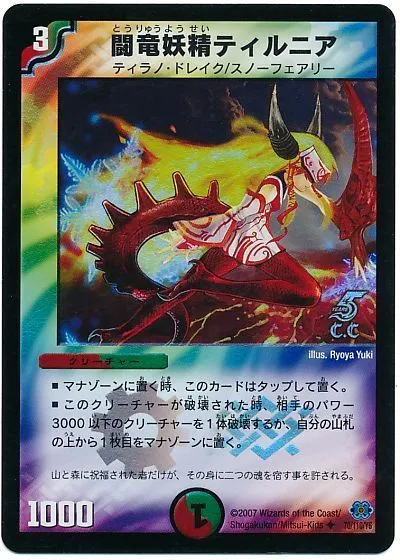 3
とうりゅうようせい
闘竜妖精ティルニア
ティラノ・ドレイク/スノーフェアリー
5
YEARS
C.C
illus. Ryoya Yuki
クリーチャー
■ マナゾーンに置く時、このカードはタップして置く。
■ このクリーチャーが破壊された時、相手のパワー
3000 以下のクリーチャーを1体破壊するか、自分の山札
の上から1枚目をマナゾーンに置く。
山と森に祝福された者だけが、その身に二つの魂を宿す事を許される。
1000
1
©2007 Wizards of the Coast/
Shogakukan/Mitsui-Kids ◆ 70/110/Y6